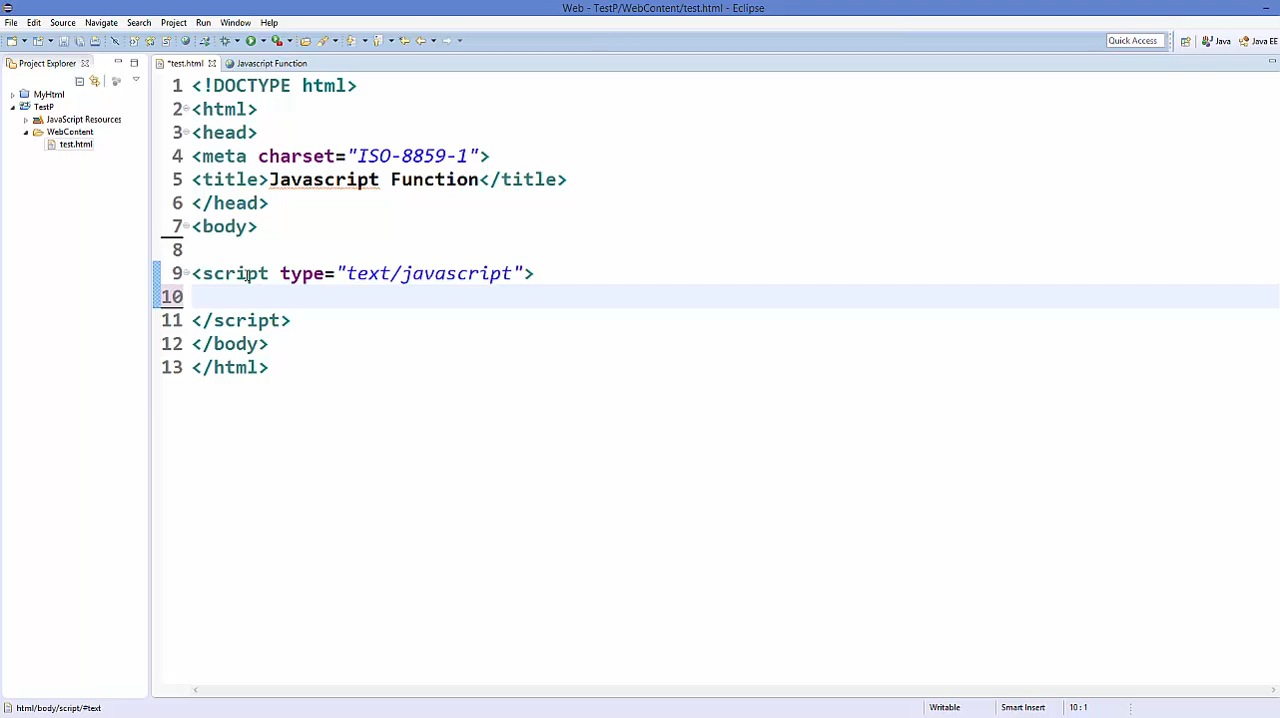 Web - TestP/WebContent/test.html - Eclipse
File Edit Source Navigate Search Project Run Window Help
Quick Access Java Java EE
Project Explorer
*test.html Javascript Function
MyHtml
TestP
JavaScript Resources
WebContent
test.html
1 <!DOCTYPE html>
2 <html>
3 <head>
4 <meta charset="ISO-8859-1">
5 <title>Javascript Function</title>
6 </head>
7 <body>
8
9 <script type="text/javascript">
10
11 </script>
12 </body>
13 </html>
html/body/script/#text Writable Smart Insert 10 : 1